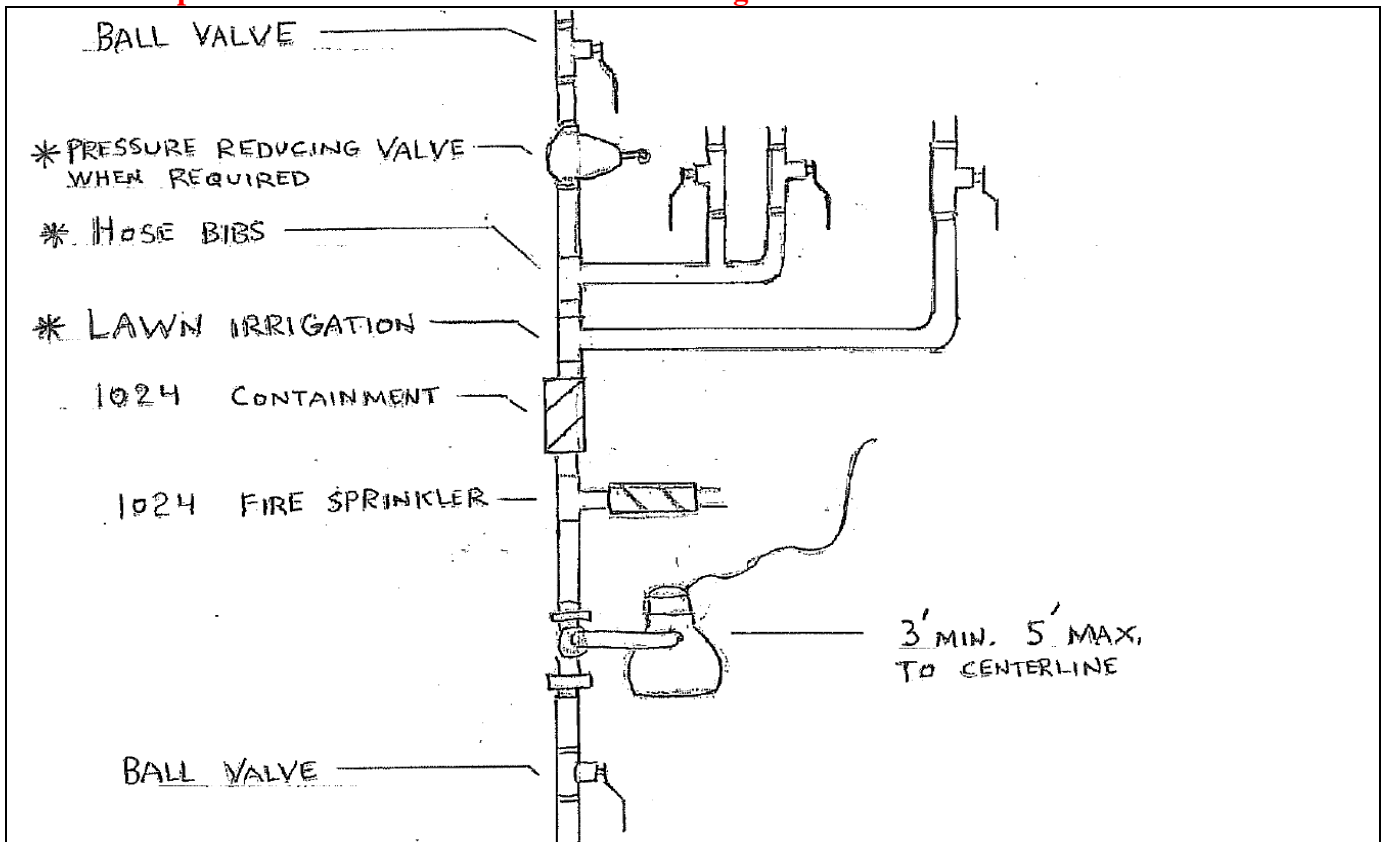 BALL VALVE
* PRESSURE REDUCING VALVE
WHEN REQUIRED
* HOSE BIBS
* LAWN IRRIGATION
1024 CONTAINMENT
1024 FIRE SPRINKLER
3' MIN. 5' MAX.
TO CENTERLINE
BALL VALVE